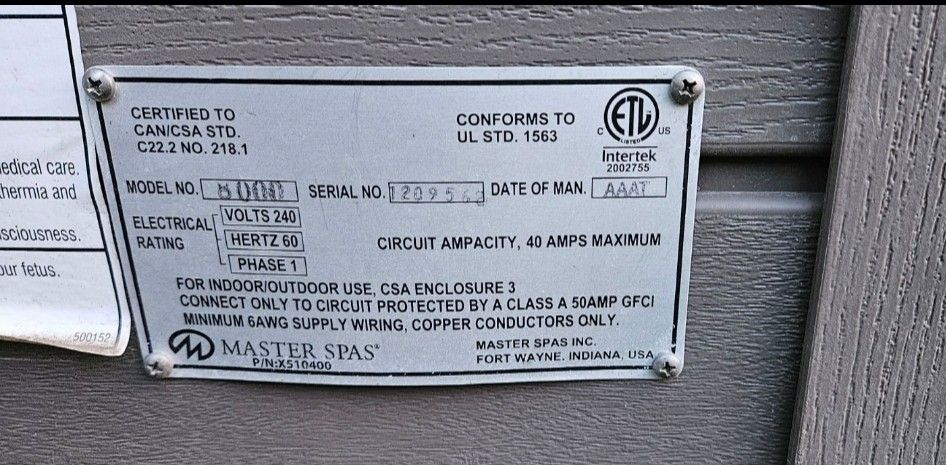 edical care.
hermia and
sciousness.
our fetus.
500152
CERTIFIED TO
CAN/CSA STD.
C22.2 NO. 218.1
CONFORMS TO
UL STD. 1563
ETL
C LISTED US
Intertek
2002755
MODEL NO. SERIAL NO. DATE OF MAN. AAAT
ELECTRICAL RATING
VOLTS 240
HERTZ 60
PHASE 1
CIRCUIT AMPACITY, 40 AMPS MAXIMUM
FOR INDOOR/OUTDOOR USE, CSA ENCLOSURE 3
CONNECT ONLY TO CIRCUIT PROTECTED BY A CLASS A 50AMP GFCI
MINIMUM 6AWG SUPPLY WIRING, COPPER CONDUCTORS ONLY.
MASTER SPAS®
P/N:X510400
MASTER SPAS INC.
FORT WAYNE. INDIANA, USA